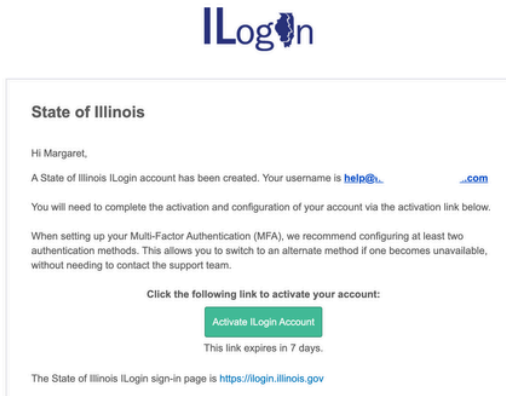 ILogin
State of Illinois
Hi Margaret,
A State of Illinois ILogin account has been created. Your username is help@ .com
You will need to complete the activation and configuration of your account via the activation link below.
When setting up your Multi-Factor Authentication (MFA), we recommend configuring at least two
authentication methods. This allows you to switch to an alternate method if one becomes unavailable,
without needing to contact the support team.
Click the following link to activate your account:
Activate ILogin Account
This link expires in 7 days.
The State of Illinois ILogin sign-in page is https://ilogin.illinois.gov